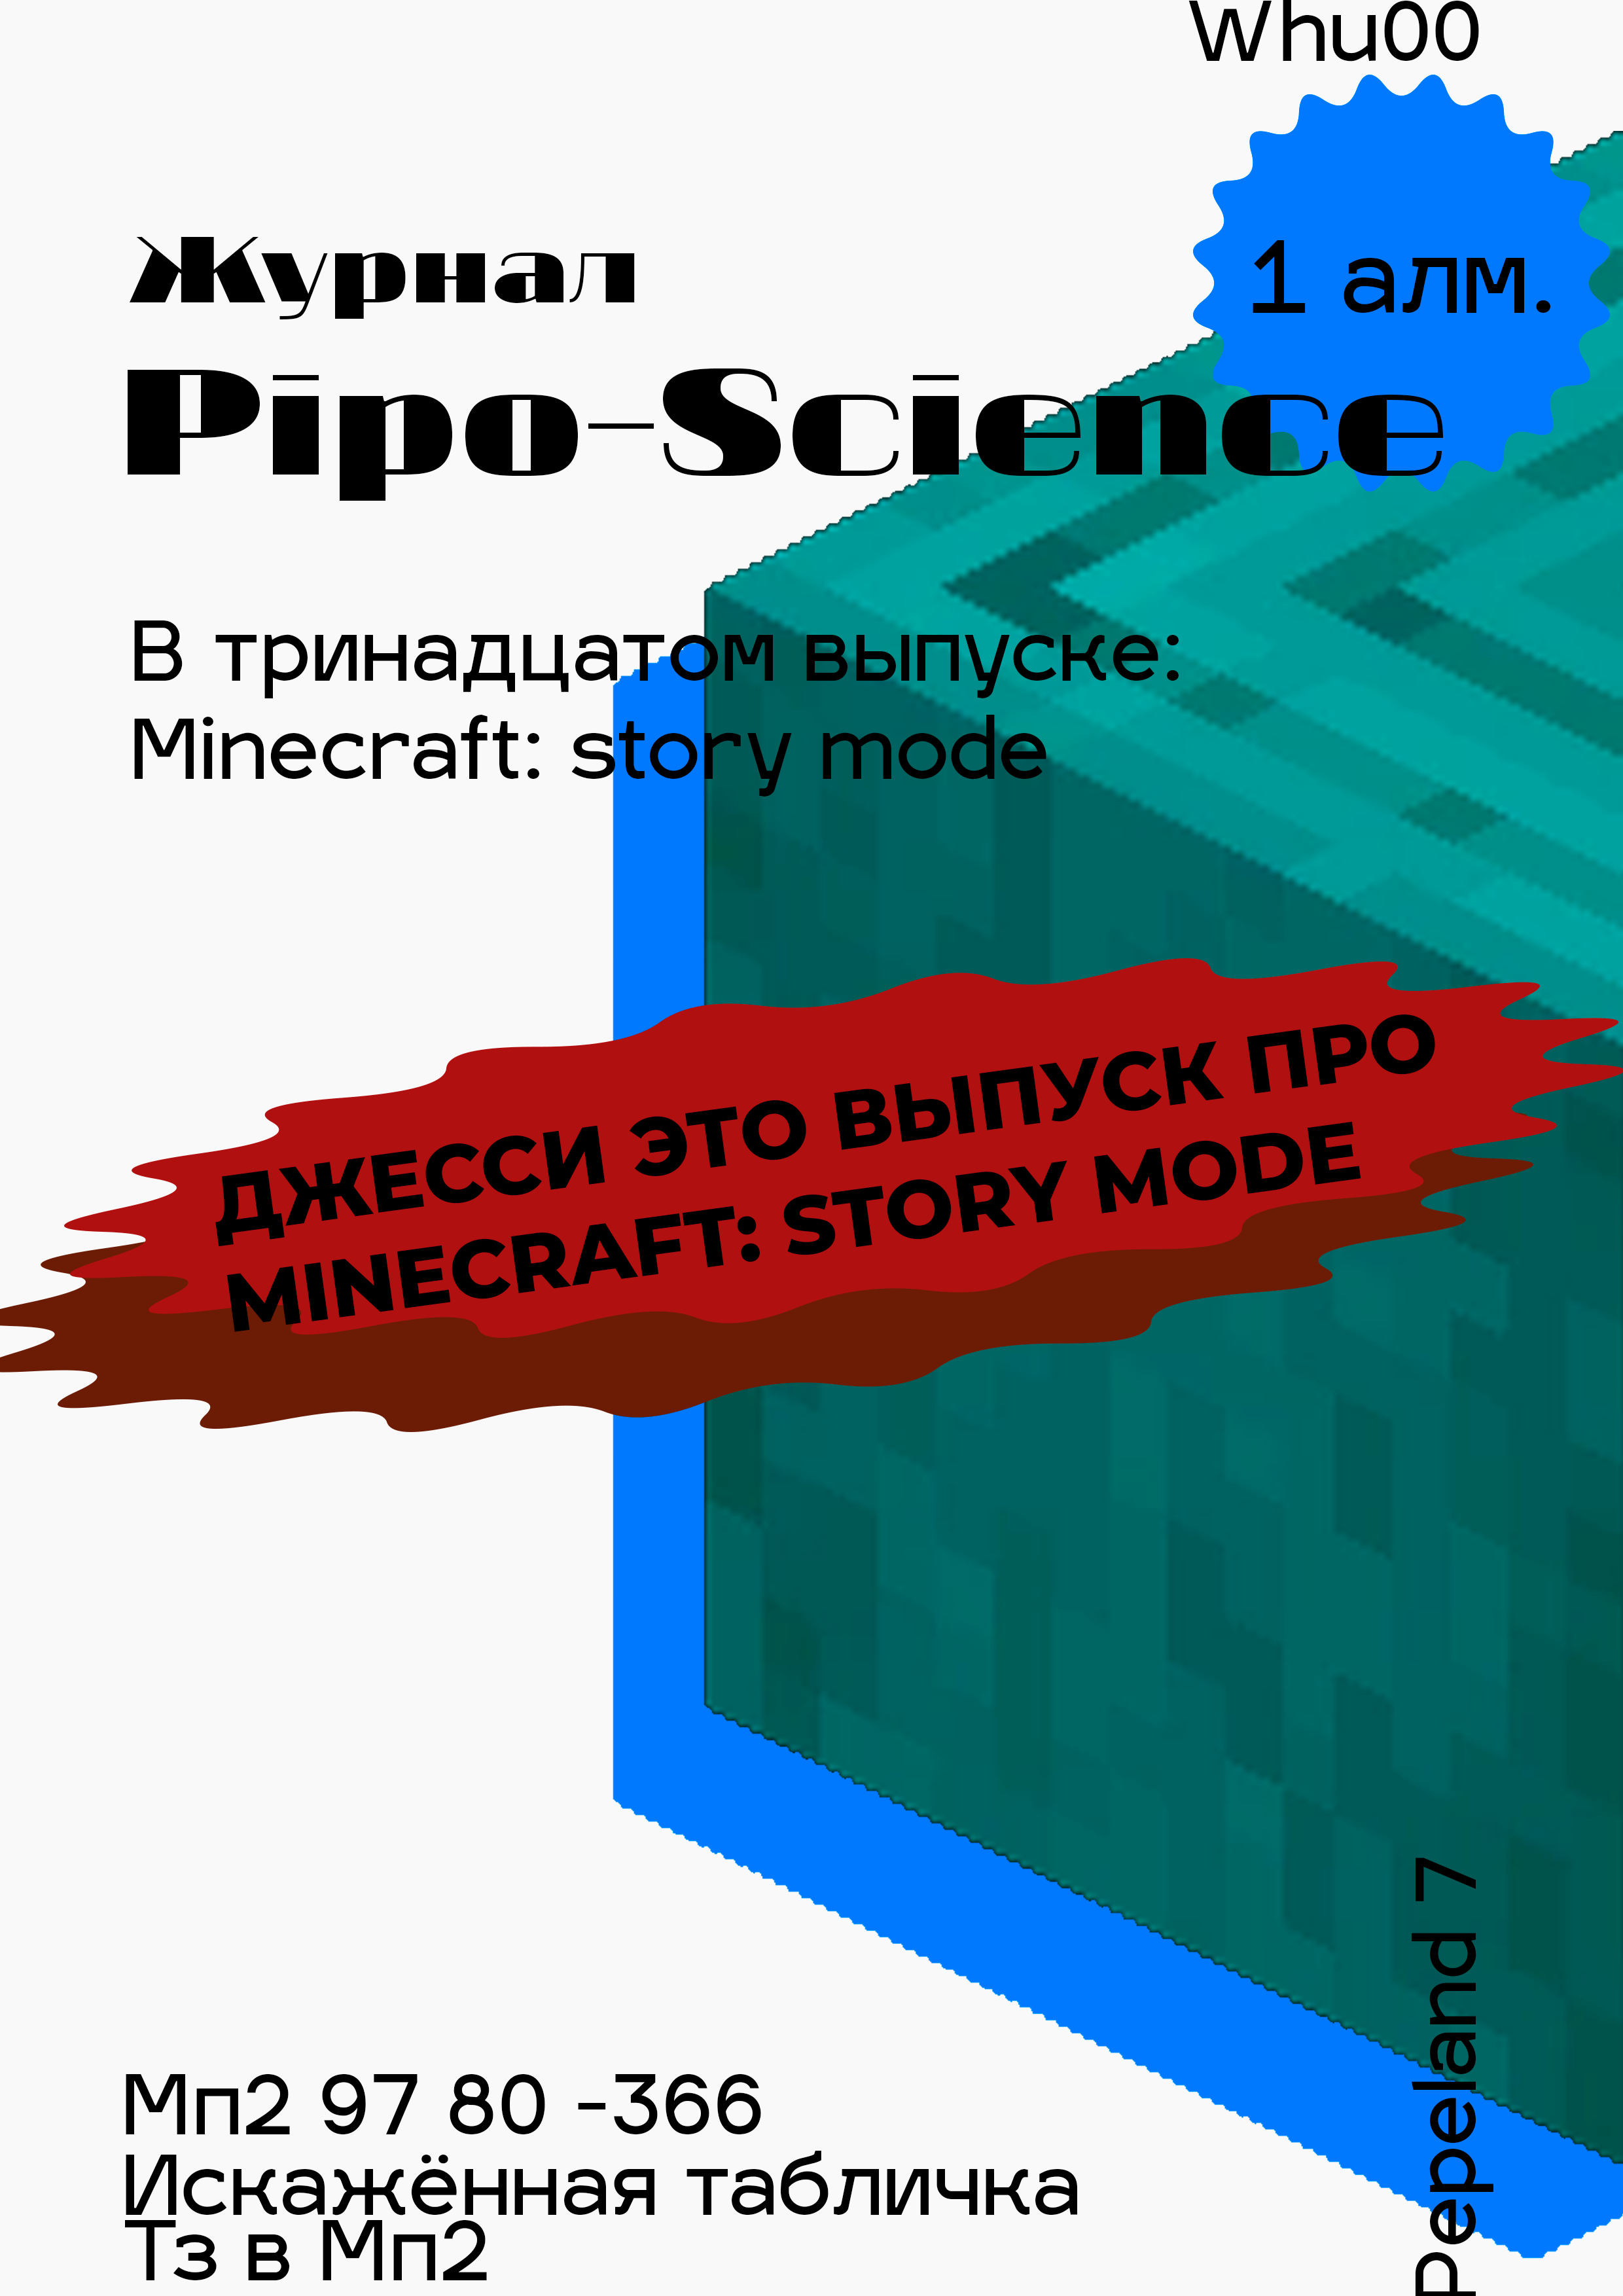 Whu00
1 алм.
Журнал
Pipo-Science
В тринадцатом выпуске:
Minecraft: story mode
ДЖЕССИ ЭТО ВЫПУСК ПРО
MINECRAFT: STORY MODE
Pepeland 7
Мп2 97 80 -366
Искажённая табличка
Тз в Мп2